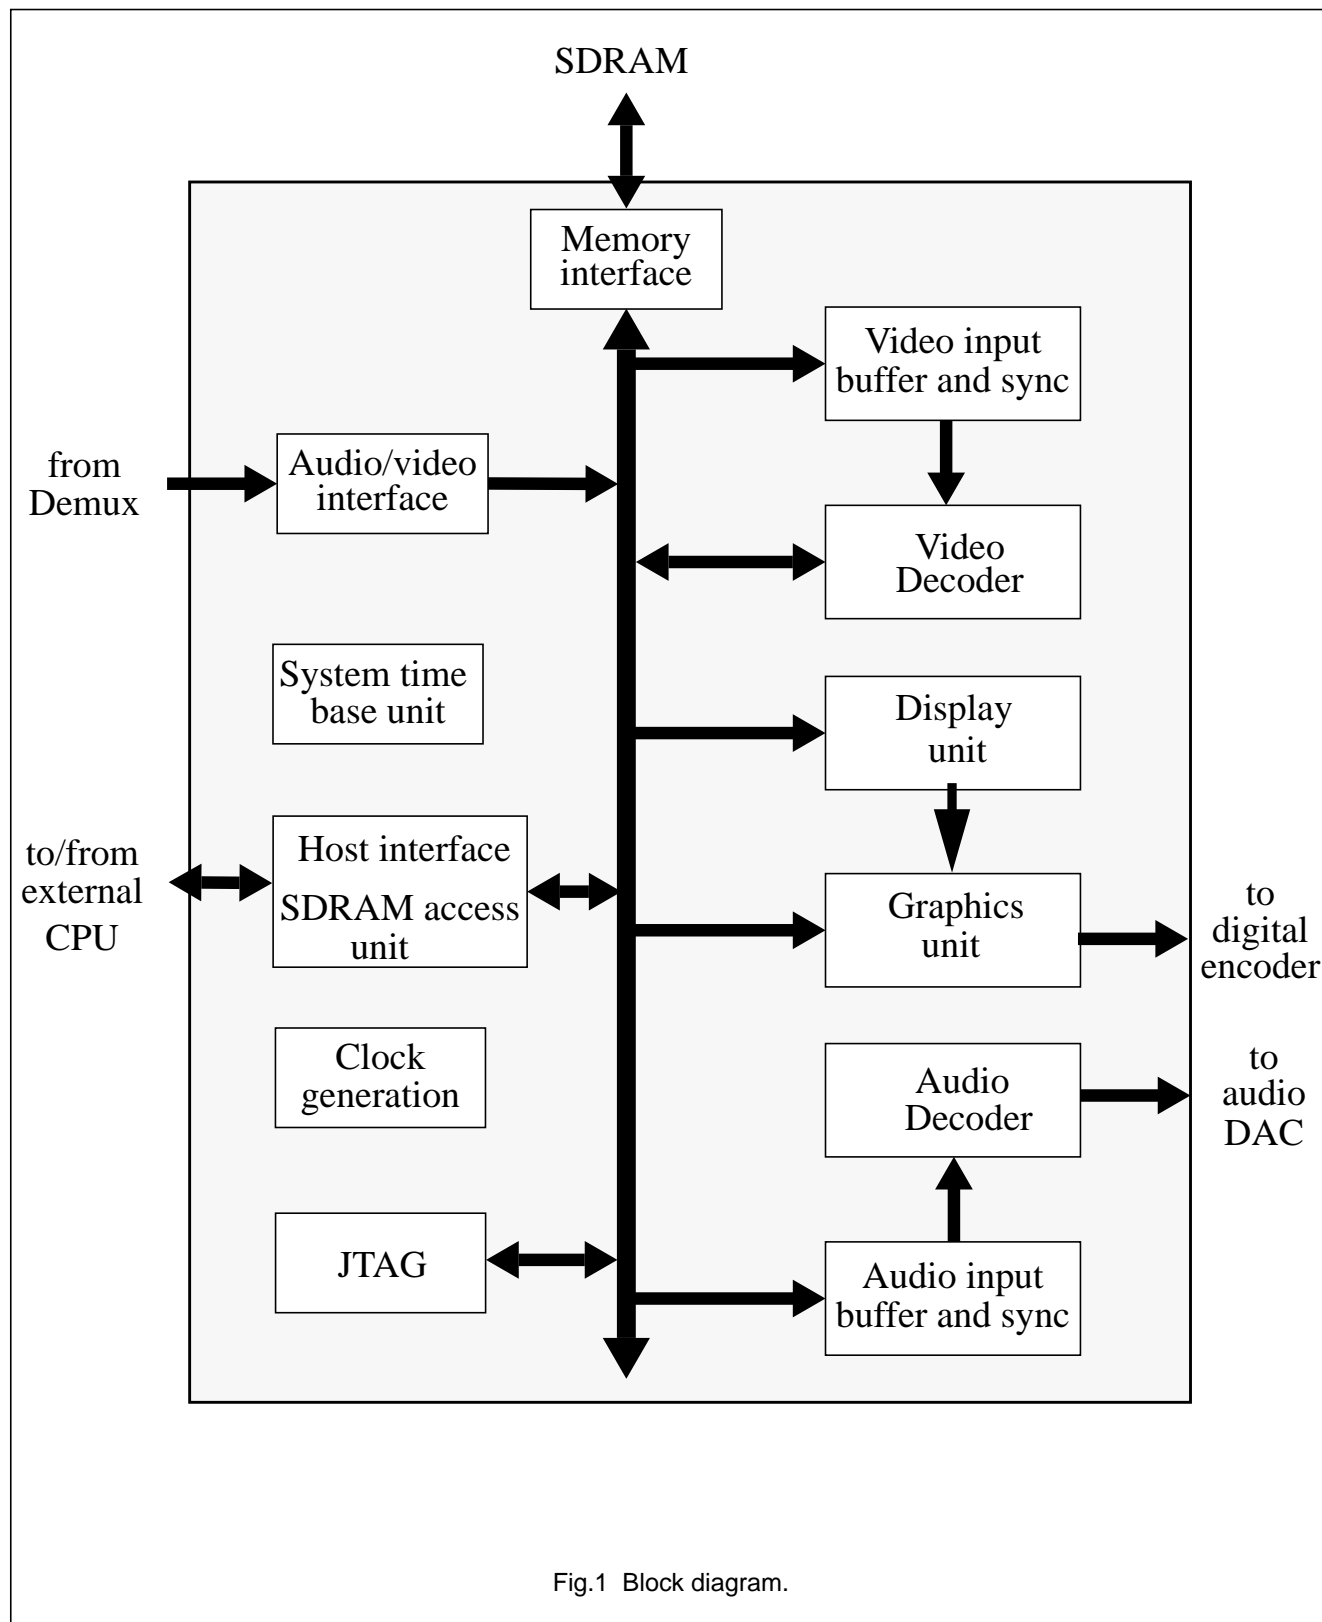 SDRAM
Memory
interface
Video input
buffer and sync
from
Demux
Audio/video
interface
Video
Decoder
System time
base unit
Display
unit
to/from
external
CPU
Host interface
SDRAM access
unit
Graphics
unit
to
digital
encoder
Clock
generation
Audio
Decoder
to
audio
DAC
JTAG
Audio input
buffer and sync
Fig.1 Block diagram.